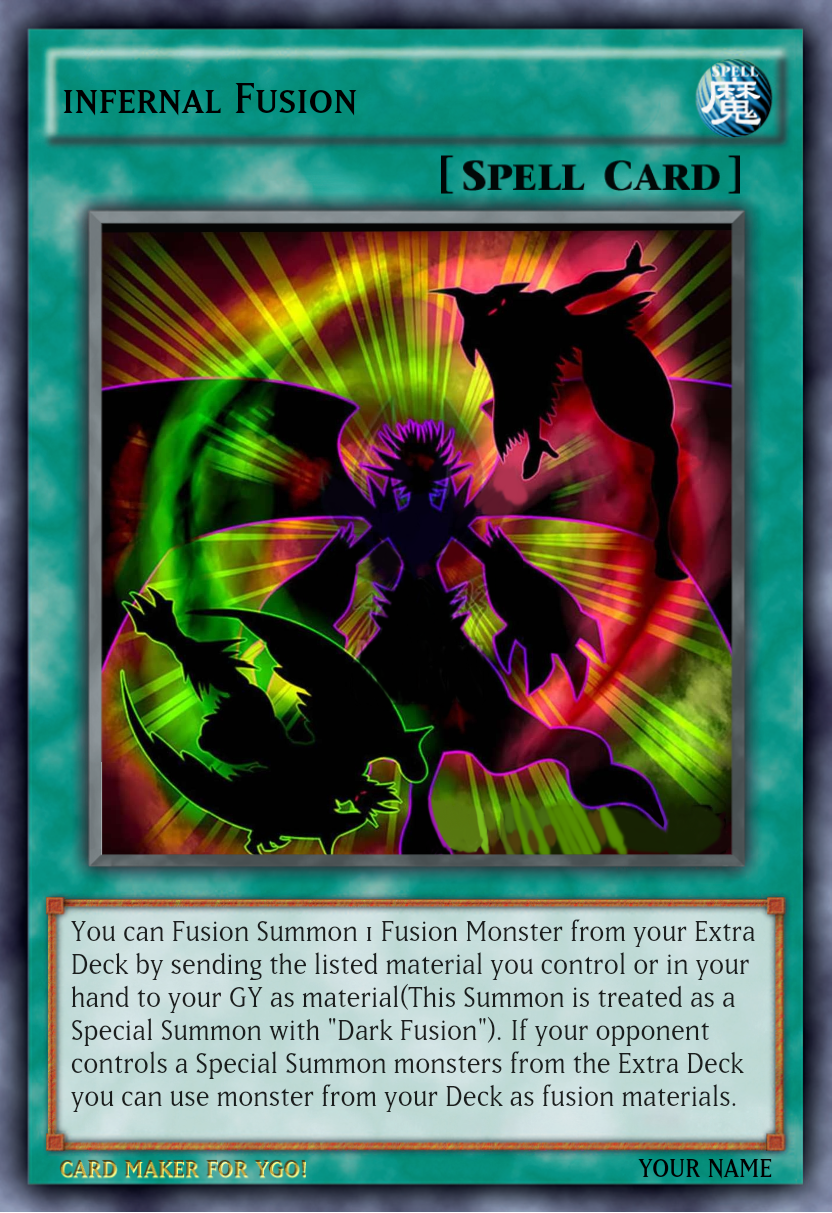 infernal Fusion
SPELL
魔
[Spell Card]
You can Fusion Summon 1 Fusion Monster from your Extra
Deck by sending the listed material you control or in your
hand to your GY as material(This Summon is treated as a
Special Summon with "Dark Fusion"). If your opponent
controls a Special Summon monsters from the Extra Deck
you can use monster from your Deck as fusion materials.
CARD MAKER FOR YGO!
YOUR NAME